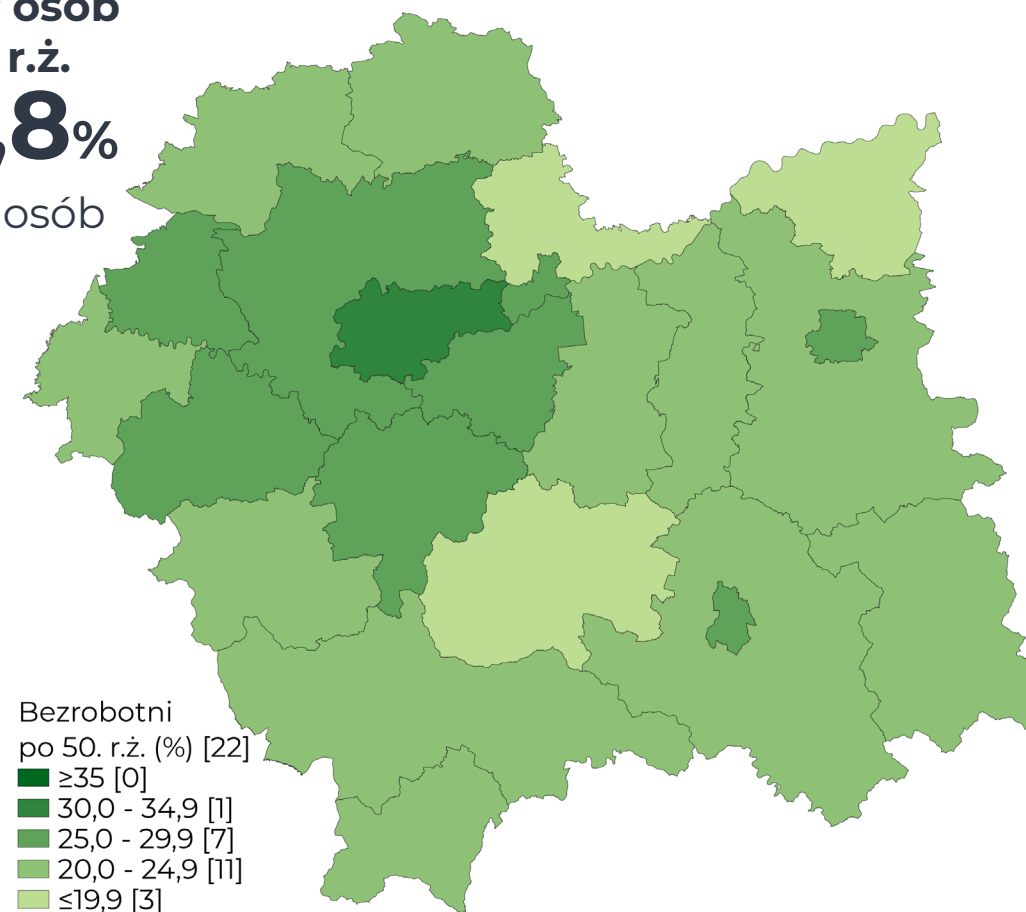 osób
r.ż.
,8%
osób
Bezrobotni
po 50. r.ż. (%) [22]
≥35 [0]
30,0 - 34,9 [1]
25,0 - 29,9 [7]
20,0 - 24,9 [11]
≤19,9 [3]